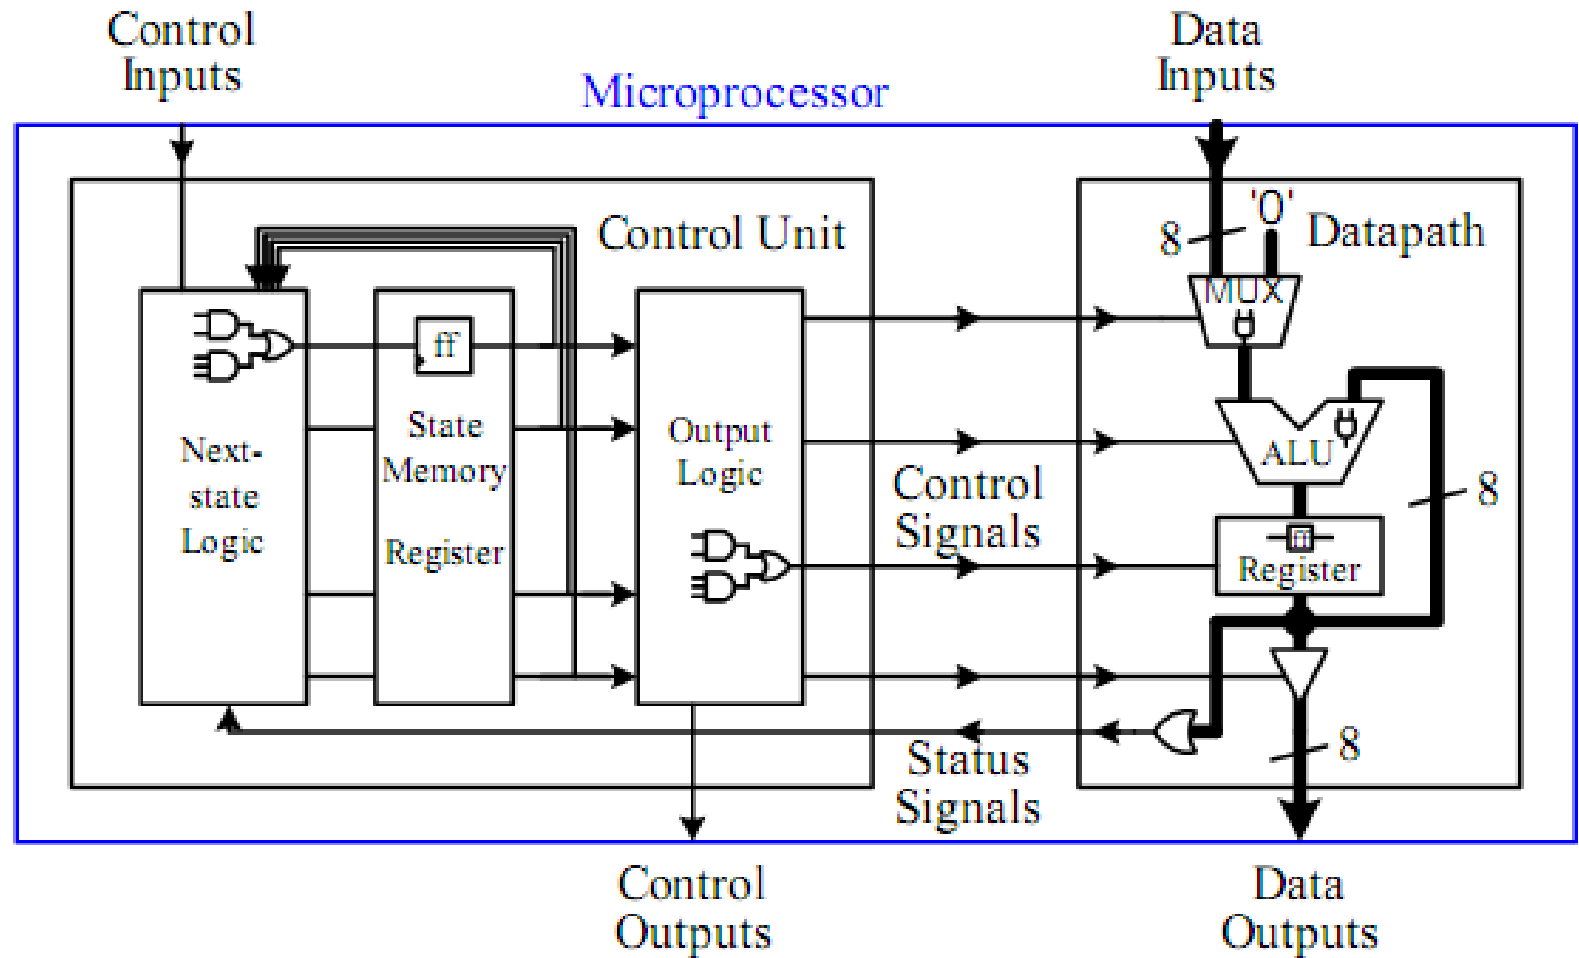 Control
Inputs
Data
Inputs
Microprocessor
Control Unit
8
'0'
Datapath
MUX
ff
State
Memory
Register
Next-
state
Logic
Output
Logic
ALU
8
Control
Signals
ff
Register
8
Status
Signals
Control
Outputs
Data
Outputs